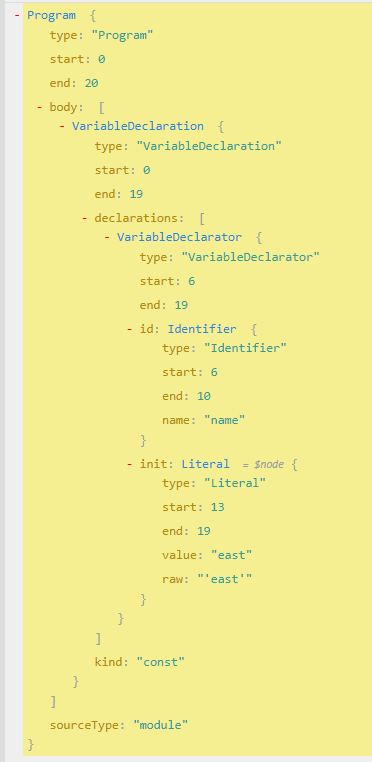 - Program {
type: "Program"
start: 0
end: 20
- body: [
- VariableDeclaration {
type: "VariableDeclaration"
start: 0
end: 19
- declarations: [
- VariableDeclarator {
type: "VariableDeclarator"
start: 6
end: 19
- id: Identifier {
type: "Identifier"
start: 6
end: 10
name: "name"
}
- init: Literal = $node {
type: "Literal"
start: 13
end: 19
value: "east"
raw: "'east'"
}
}
]
kind: "const"
}
]
sourceType: "module"
}